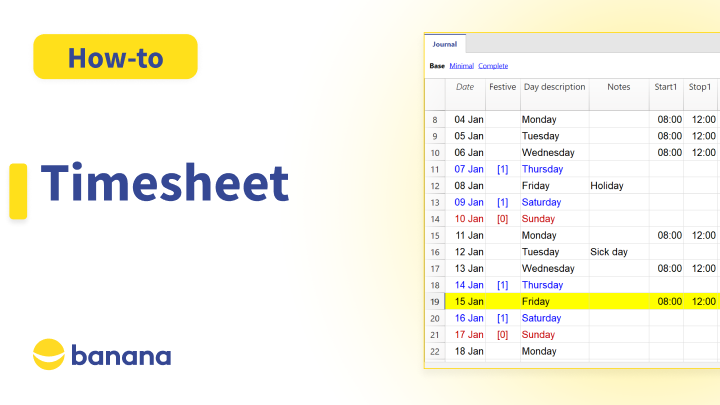 How-to
Timesheet
banana
Journal
Base Minimal Complete
Date Festive Day description Notes Start1 Stop1
8 04 Jan Monday 08:00 12:00
9 05 Jan Tuesday 08:00 12:00
10 06 Jan Wednesday 08:00 12:00
11 07 Jan [1] Thursday
12 08 Jan Friday Holiday
13 09 Jan [1] Saturday
14 10 Jan [0] Sunday
15 11 Jan Monday 08:00 12:00
16 12 Jan Tuesday Sick day
17 13 Jan Wednesday 08:00 12:00
18 14 Jan [1] Thursday
19 15 Jan Friday 08:00 12:00
20 16 Jan [1] Saturday
21 17 Jan [0] Sunday
22 18 Jan Monday